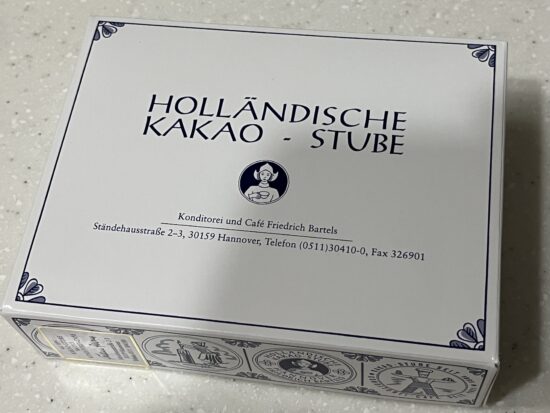 HOLLÄNDISCHE
KAKAO - STUBE
Konditorei und Café Friedrich Bartels
Ständehausstraße 2–3, 30159 Hannover, Telefon (0511)30410-0, Fax 326901
HOLLÄNDISCHE